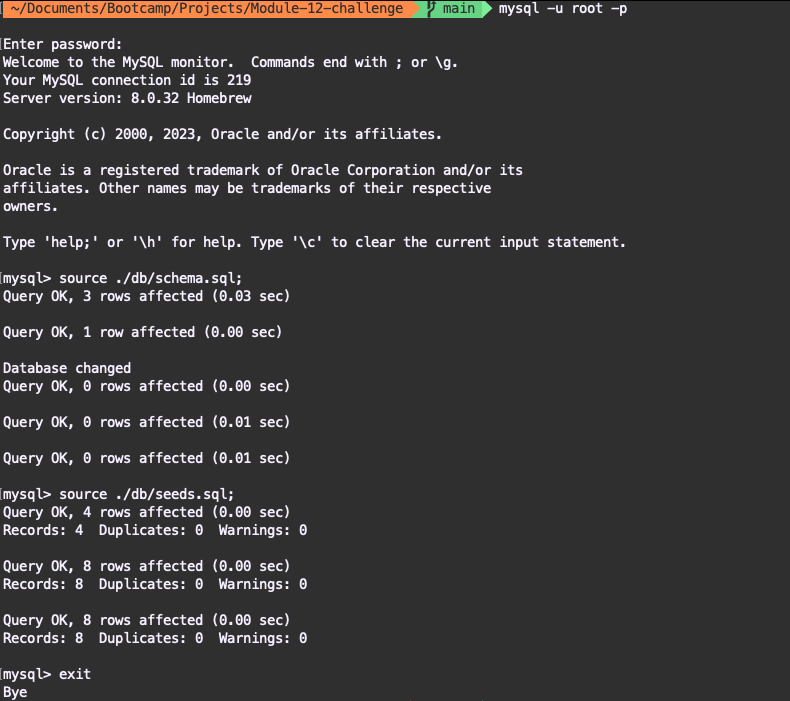 ~/Documents/Bootcamp/Projects/Module-12-challenge main mysql -u root -p
[Enter password:
Welcome to the MySQL monitor.  Commands end with ; or \g.
Your MySQL connection id is 219
Server version: 8.0.32 Homebrew
Copyright (c) 2000, 2023, Oracle and/or its affiliates.
Oracle is a registered trademark of Oracle Corporation and/or its
affiliates. Other names may be trademarks of their respective
owners.
Type 'help;' or '\h' for help. Type '\c' to clear the current input statement.
[mysql> source ./db/schema.sql;
Query OK, 3 rows affected (0.03 sec)
Query OK, 1 row affected (0.00 sec)
Database changed
Query OK, 0 rows affected (0.00 sec)
Query OK, 0 rows affected (0.01 sec)
Query OK, 0 rows affected (0.01 sec)
[mysql> source ./db/seeds.sql;
Query OK, 4 rows affected (0.00 sec)
Records: 4  Duplicates: 0  Warnings: 0
Query OK, 8 rows affected (0.00 sec)
Records: 8  Duplicates: 0  Warnings: 0
Query OK, 8 rows affected (0.00 sec)
Records: 8  Duplicates: 0  Warnings: 0
[mysql> exit
Bye